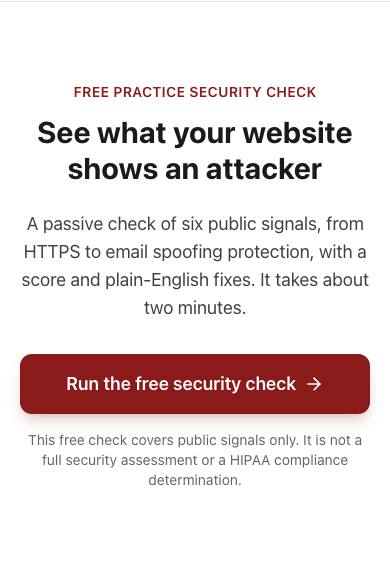 FREE PRACTICE SECURITY CHECK
See what your website
shows an attacker
A passive check of six public signals, from
HTTPS to email spoofing protection, with a
score and plain-English fixes. It takes about
two minutes.
Run the free security check →
This free check covers public signals only. It is not a
full security assessment or a HIPAA compliance
determination.